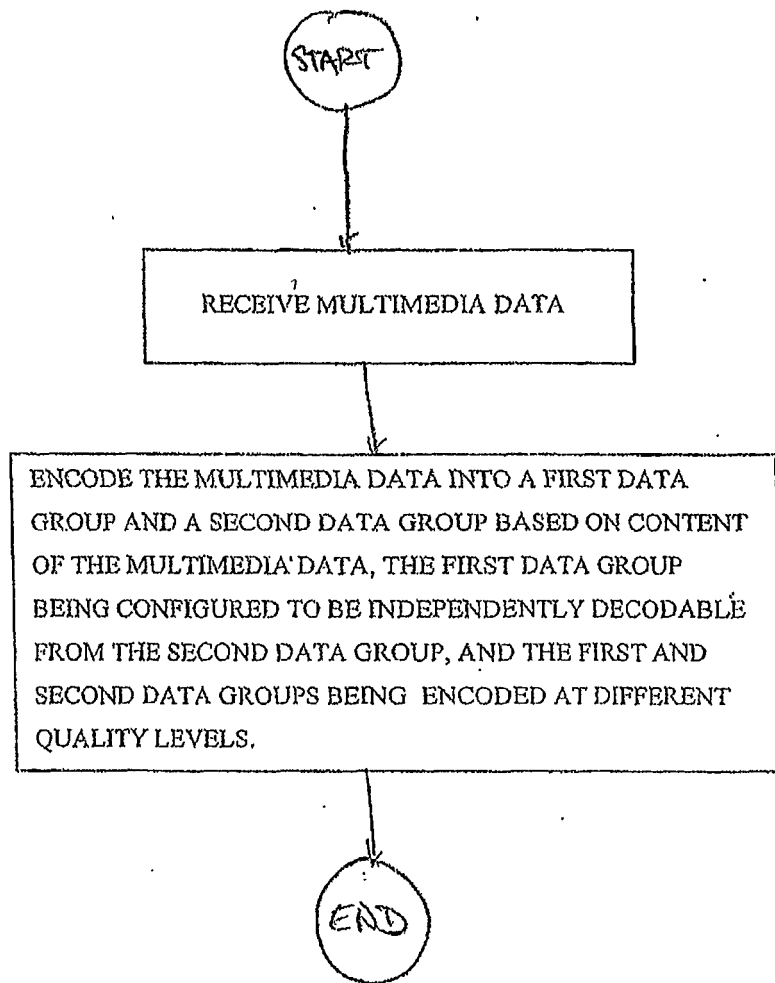 START
RECEIVE MULTIMEDIA DATA
ENCODE THE MULTIMEDIA DATA INTO A FIRST DATA
GROUP AND A SECOND DATA GROUP BASED ON CONTENT
OF THE MULTIMEDIA DATA, THE FIRST DATA GROUP
BEING CONFIGURED TO BE INDEPENDENTLY DECODABLE
FROM THE SECOND DATA GROUP, AND THE FIRST AND
SECOND DATA GROUPS BEING ENCODED AT DIFFERENT
QUALITY LEVELS.
END